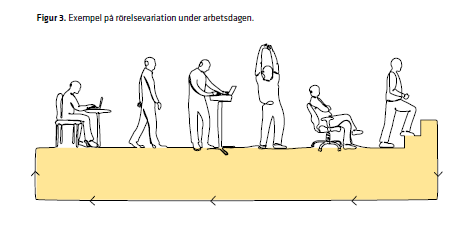 Figur 3. Exempel på rörelsevariation under arbetsdagen.